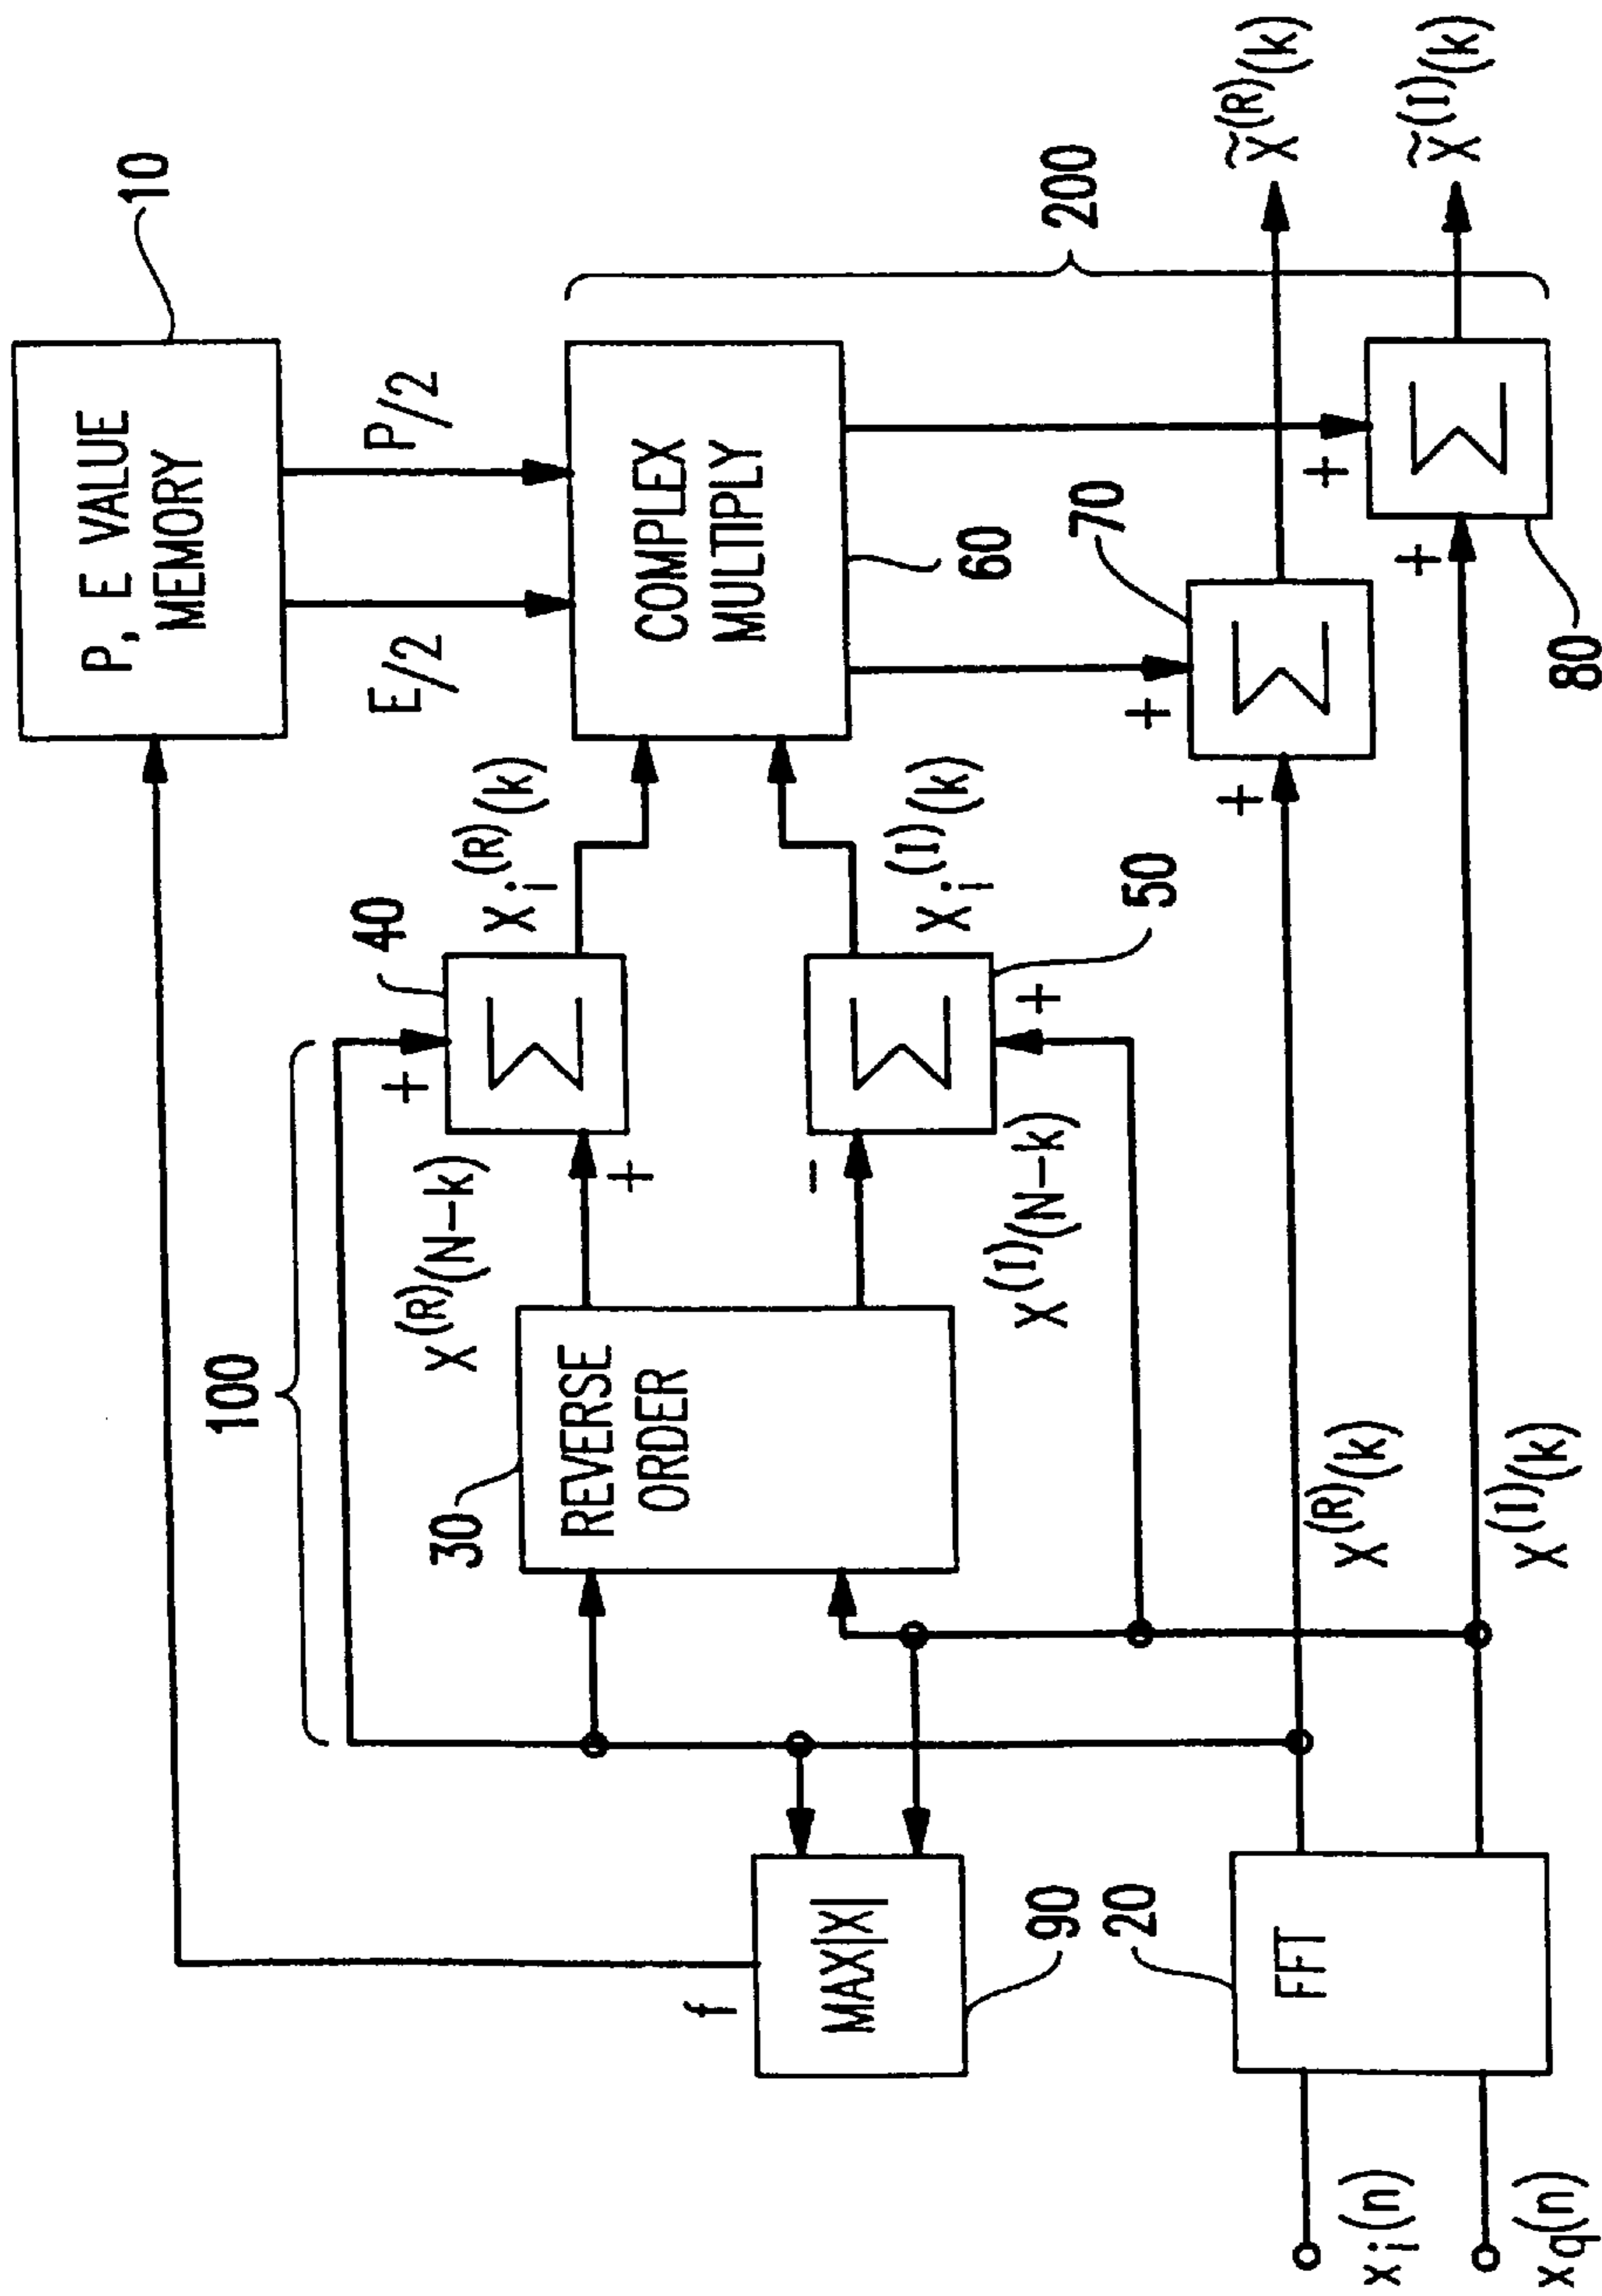 10
P, E VALUE
MEMORY
E/2
P/2
COMPLEX
MULTIPLY
60
200
100
40
X_i^(R)(k)
X^(R)(N-k)
+
+
30
REVERSE
ORDER
50
X_i^(I)(k)
X^(I)(N-k)
-
+
f
MAX|X|
90
20
FFT
x_i(n)
x_q(n)
X^(R)(k)
X^(I)(k)
70
+
+
80
+
+
Σ
Σ
Σ
Σ
X̃^(R)(k)
X̃^(I)(k)